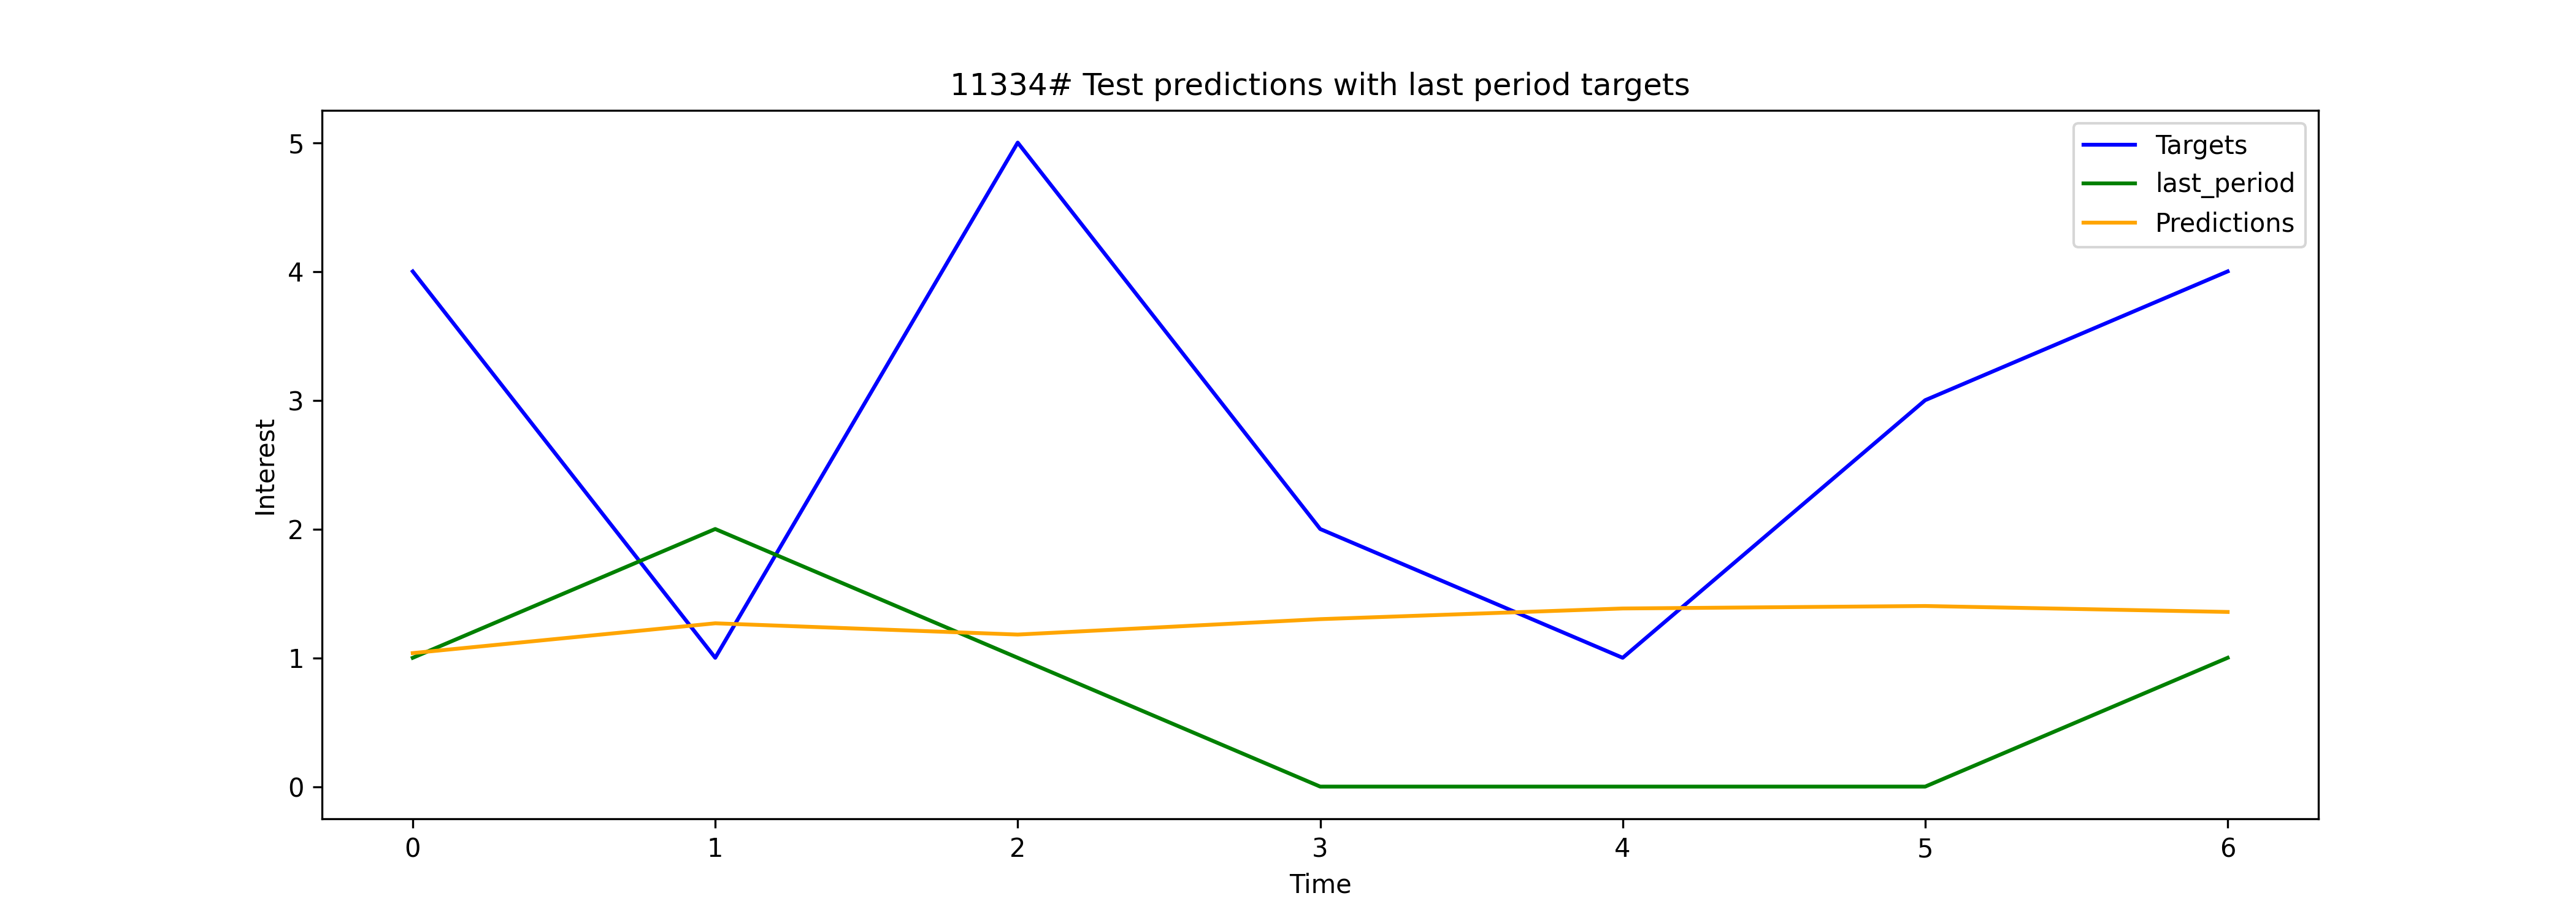 11334# Test predictions with last period targets
Targets
last_period
Predictions
Interest
5
4
3
2
1
0
0 1 2 3 4 5 6
Time